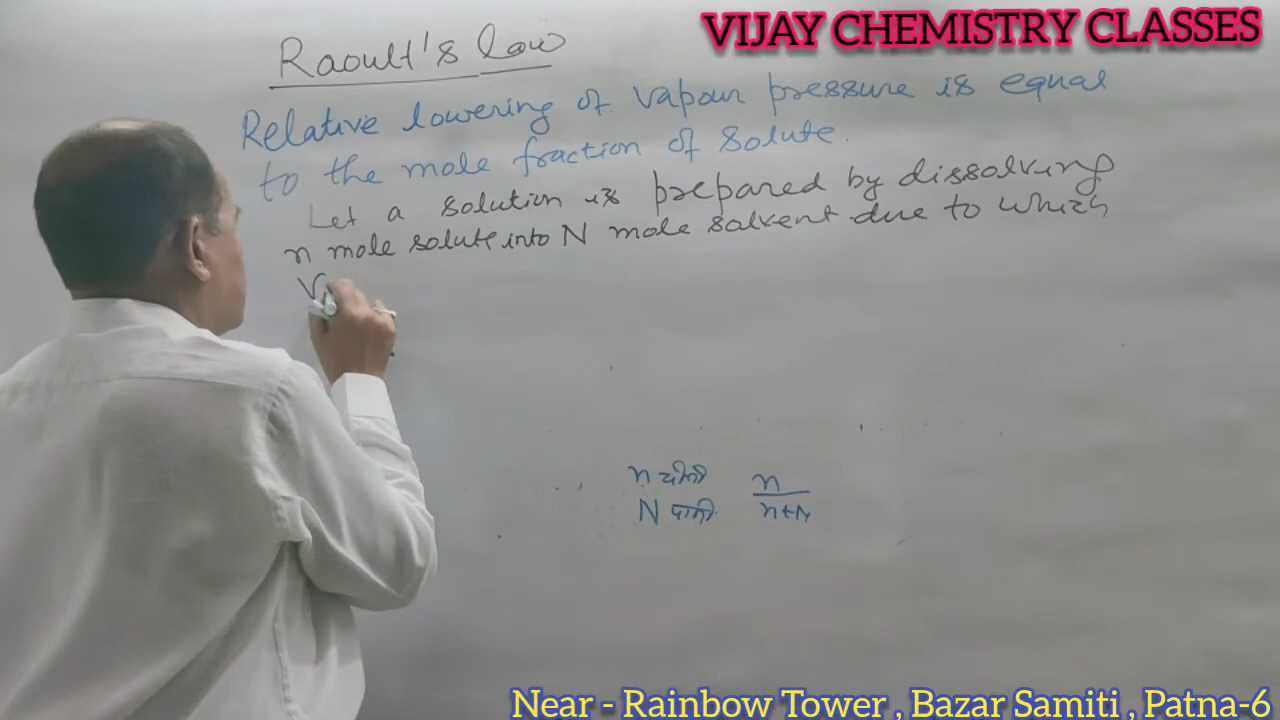 VIJAY CHEMISTRY CLASSES
Raoult's law
Relative lowering of vapour pressure is equal
to the mole fraction of solute.
Let a solution is prepared by dissolving
n mole solute into N mole solvent due to which
V
n चीनी n
N पानी n+N
Near - Rainbow Tower , Bazar Samiti , Patna-6